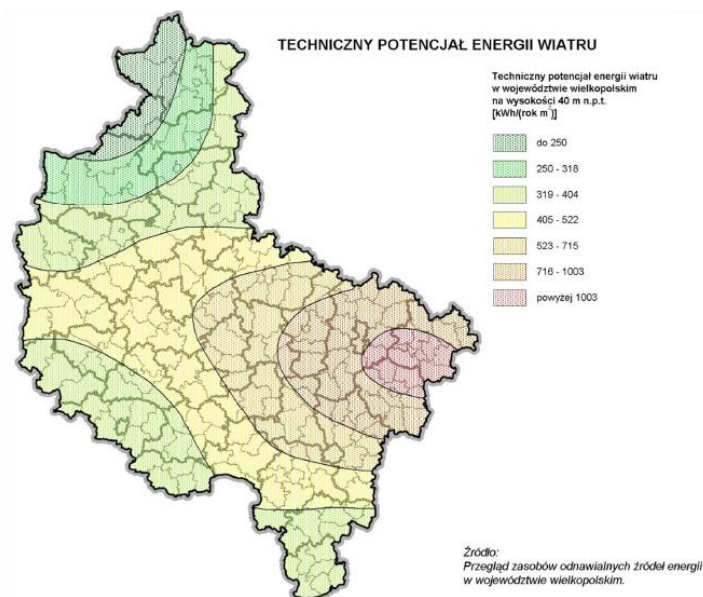 TECHNICZNY POTENCJAŁ ENERGII WIATRU
Techniczny potencjał energii wiatru
w województwie wielkopolskim
na wysokości 40 m n.p.t.
[kWh/(rok m²)]
do 250
250 - 318
319 - 404
405 - 522
523 - 715
716 - 1003
powyżej 1003
Źródło:
Przegląd zasobów odnawialnych źródeł energii
w województwie wielkopolskim.